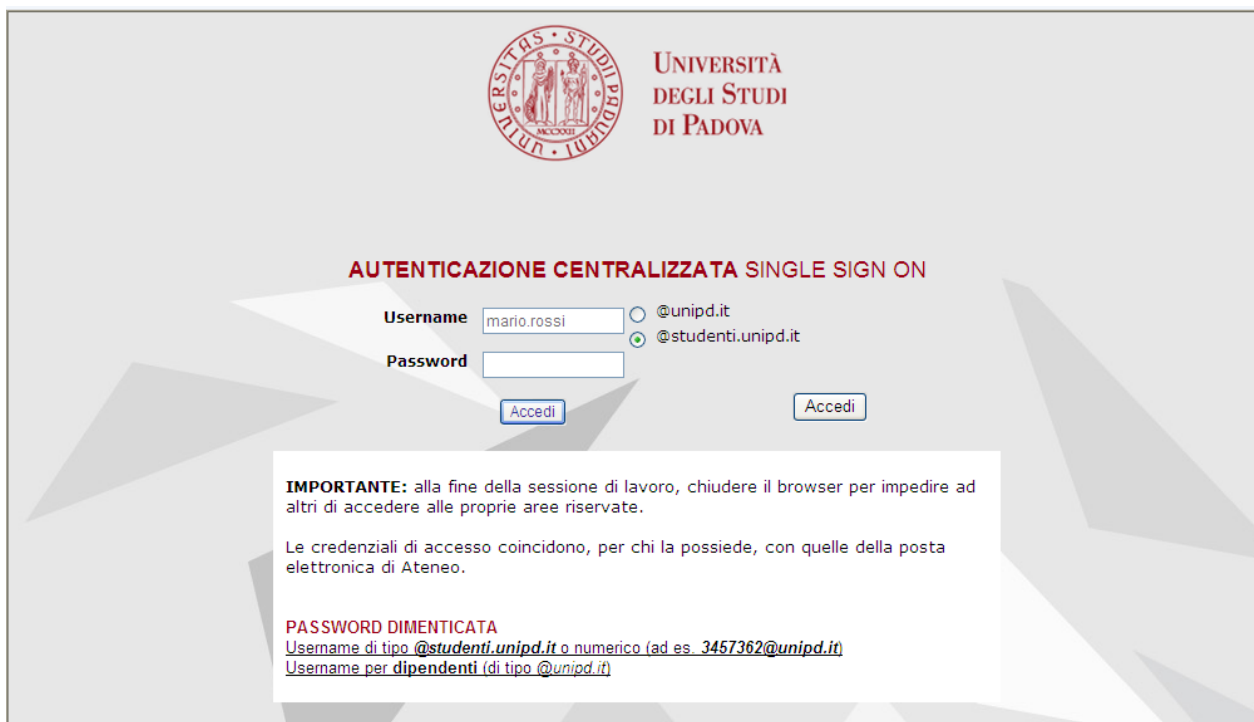 UNIVERSITAS · STUDII PADUANI ·
MCCXXII
UNIVERSITÀ
DEGLI STUDI
DI PADOVA
AUTENTICAZIONE CENTRALIZZATA SINGLE SIGN ON
Username mario.rossi @unipd.it
@studenti.unipd.it
Password
Accedi Accedi
IMPORTANTE: alla fine della sessione di lavoro, chiudere il browser per impedire ad
altri di accedere alle proprie aree riservate.
Le credenziali di accesso coincidono, per chi la possiede, con quelle della posta
elettronica di Ateneo.
PASSWORD DIMENTICATA
Username di tipo @studenti.unipd.it o numerico (ad es. 3457362@unipd.it)
Username per dipendenti (di tipo @unipd.it)